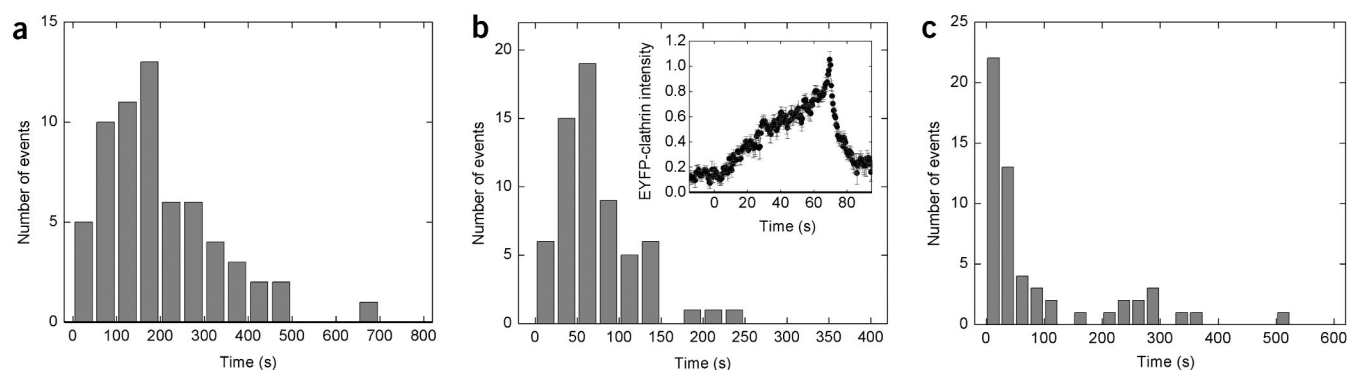 a
15
10
5
0
Number of events
0 100 200 300 400 500 600 700 800
Time (s)
b
20
15
10
5
0
Number of events
0 50 100 150 200 250 300 350 400
Time (s)
1.2
1.0
0.8
0.6
0.4
0.2
0.0
EYFP-clathrin intensity
0 20 40 60 80
Time (s)
c
25
20
15
10
5
0
Number of events
0 100 200 300 400 500 600
Time (s)